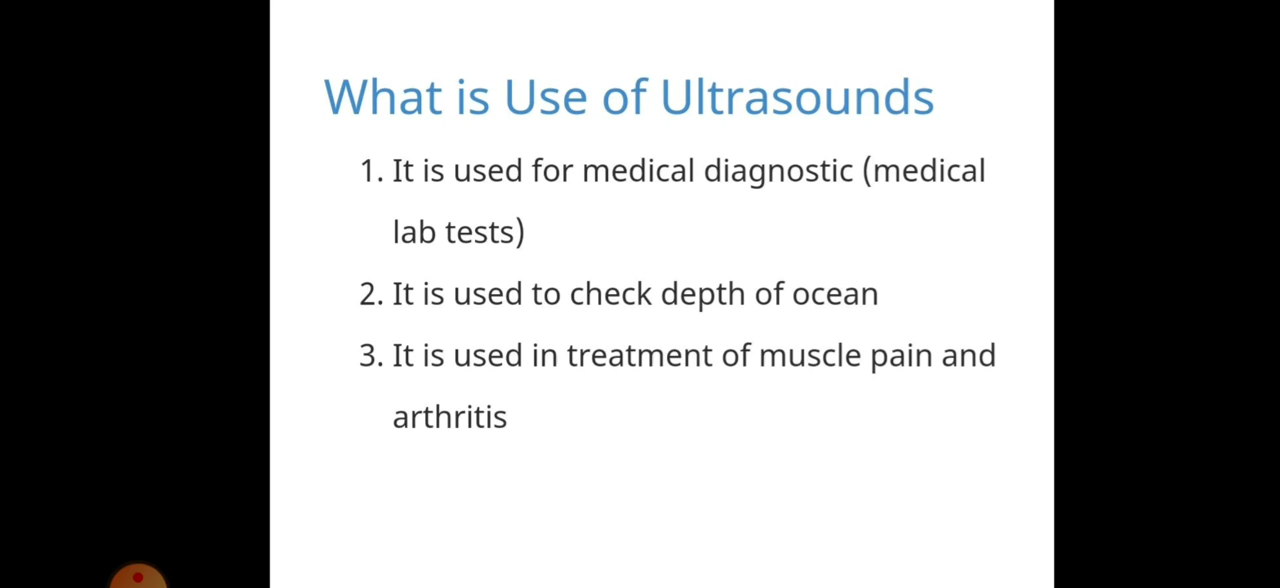 What is Use of Ultrasounds
1. It is used for medical diagnostic (medical
lab tests)
2. It is used to check depth of ocean
3. It is used in treatment of muscle pain and
arthritis